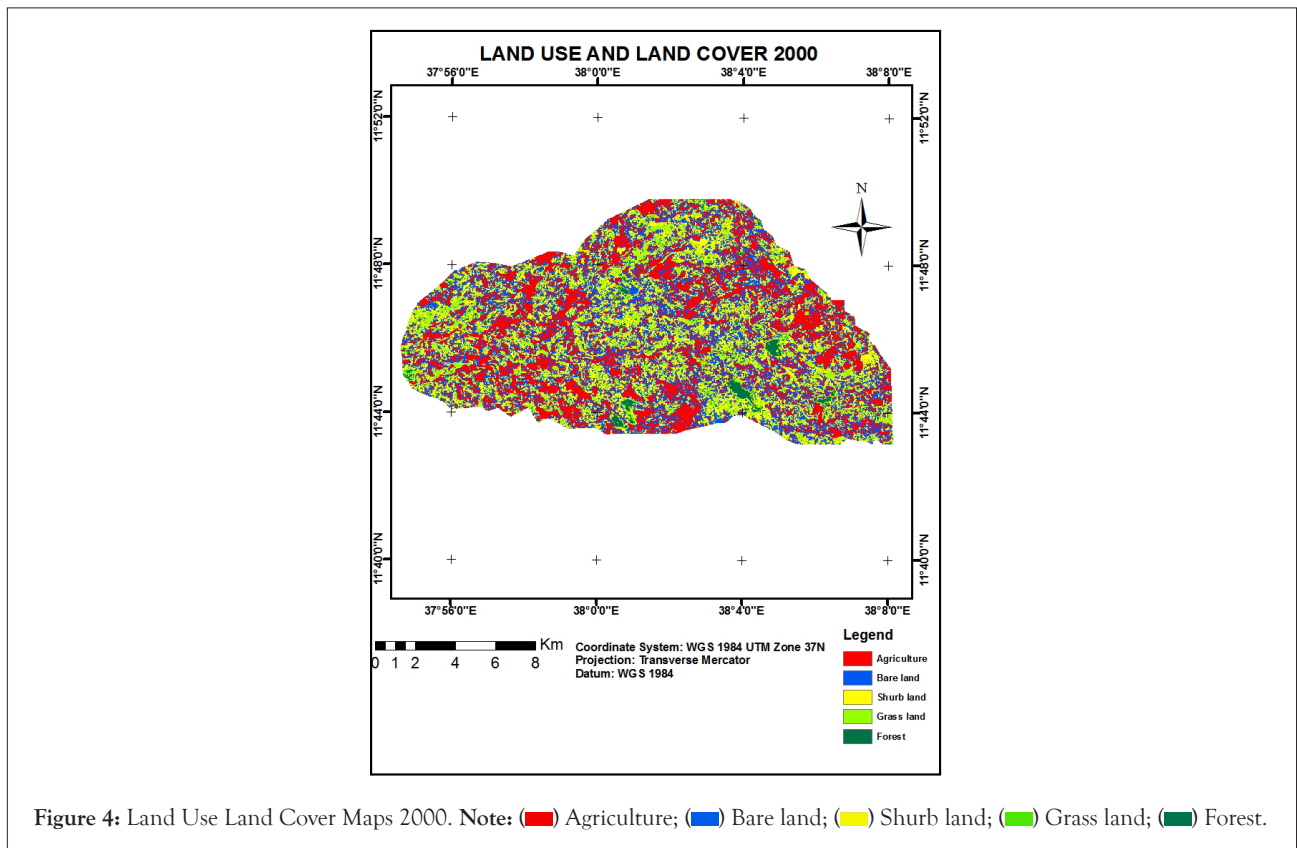 LAND USE AND LAND COVER 2000
37°56'0"E 38°0'0"E 38°4'0"E 38°8'0"E
11°52'0"N 11°52'0"N
N
11°48'0"N 11°48'0"N
11°44'0"N 11°44'0"N
11°40'0"N 11°40'0"N
37°56'0"E 38°0'0"E 38°4'0"E 38°8'0"E
Km
0 1 2 4 6 8
Coordinate System: WGS 1984 UTM Zone 37N
Projection: Transverse Mercator
Datum: WGS 1984
Legend
Agriculture
Bare land
Shurb land
Grass land
Forest
Figure 4: Land Use Land Cover Maps 2000. Note: ( ) Agriculture; ( ) Bare land; ( ) Shurb land; ( ) Grass land; ( ) Forest.